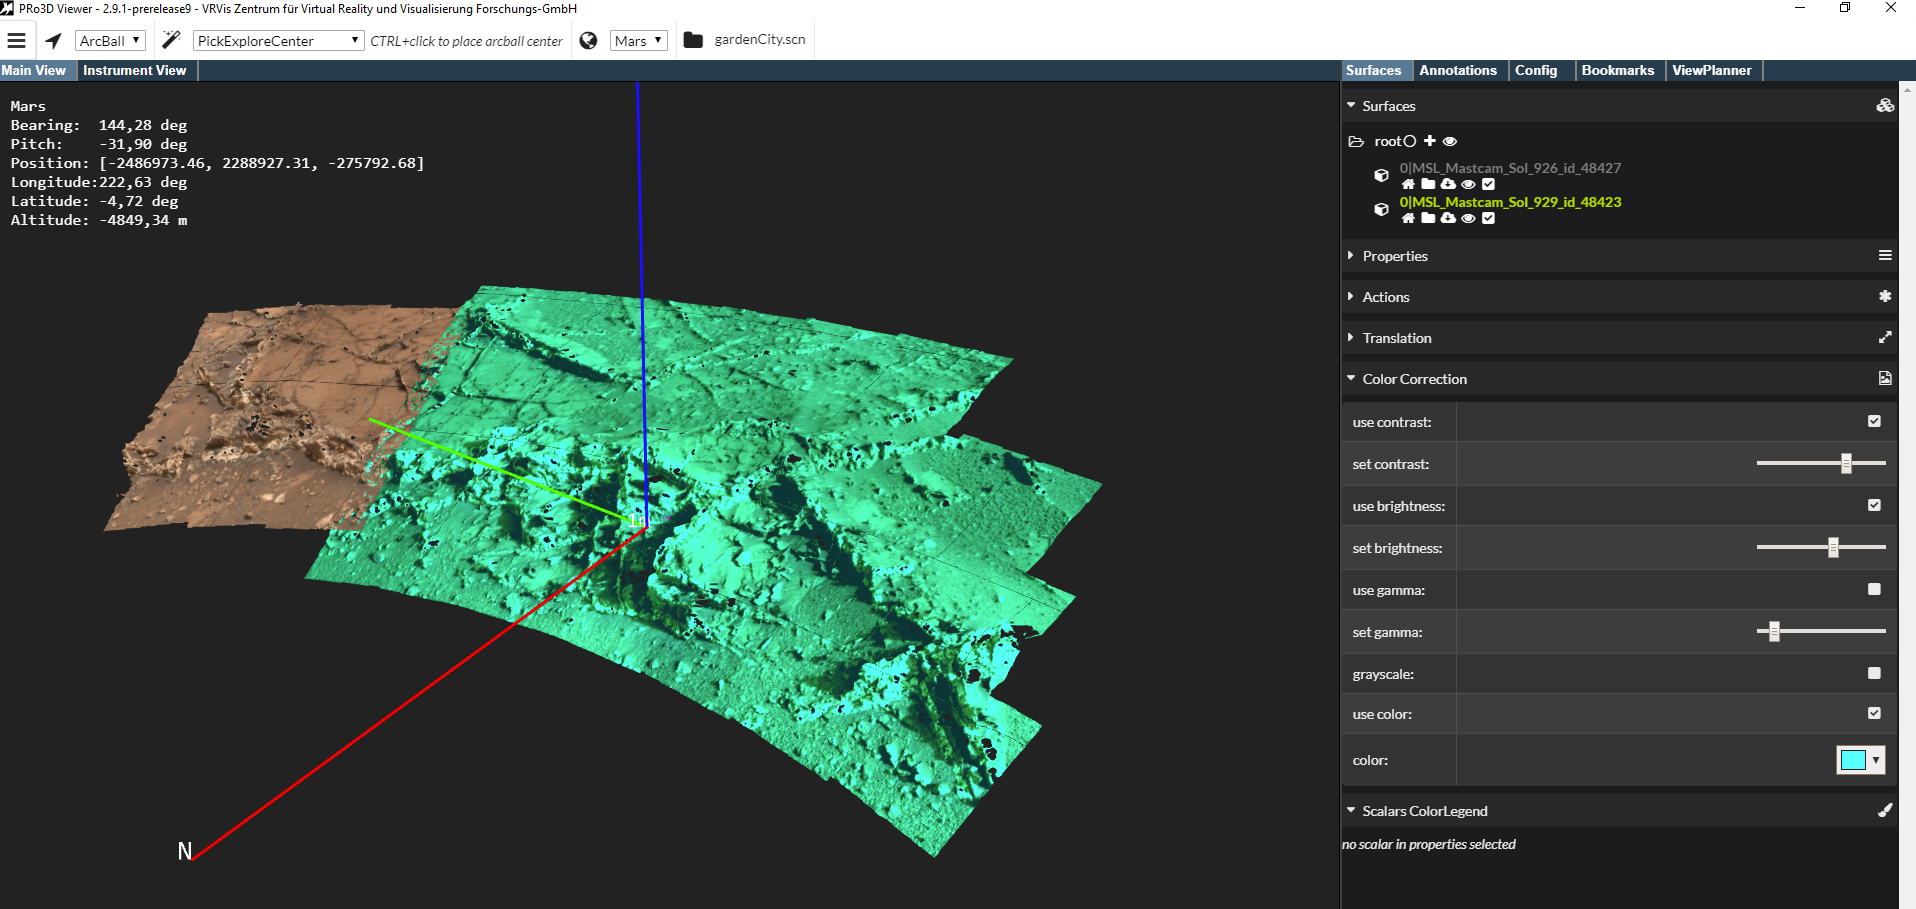 PRo3D Viewer - 2.9.1-prerelease9 - VRVis Zentrum für Virtual Reality und Visualisierung Forschungs-GmbH
ArcBall PickExploreCenter CTRL+click to place arcball center Mars gardenCity.scn
Main View Instrument View
Surfaces Annotations Config Bookmarks ViewPlanner
Mars
Bearing: 144,28 deg
Pitch: -31,90 deg
Position: [-2486973.46, 2288927.31, -275792.68]
Longitude:222,63 deg
Latitude: -4,72 deg
Altitude: -4849,34 m
N
Surfaces
root
0|MSL_Mastcam_Sol_926_id_48427
0|MSL_Mastcam_Sol_929_id_48423
Properties
Actions
Translation
Color Correction
use contrast:
set contrast:
use brightness:
set brightness:
use gamma:
set gamma:
grayscale:
use color:
color:
Scalars ColorLegend
no scalar in properties selected